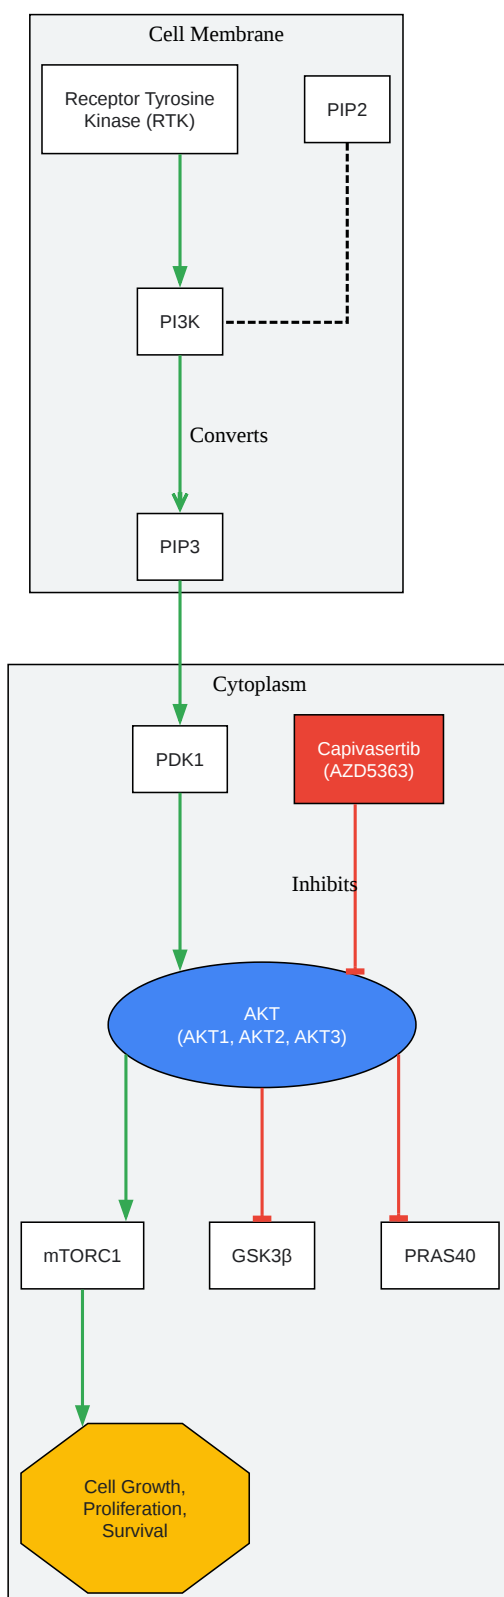 Cell Membrane
Receptor Tyrosine
Kinase (RTK)
PIP2
PI3K
Converts
PIP3
Cytoplasm
PDK1
Capivasertib
(AZD5363)
Inhibits
AKT
(AKT1, AKT2, AKT3)
mTORC1
GSK3β
PRAS40
Cell Growth,
Proliferation,
Survival